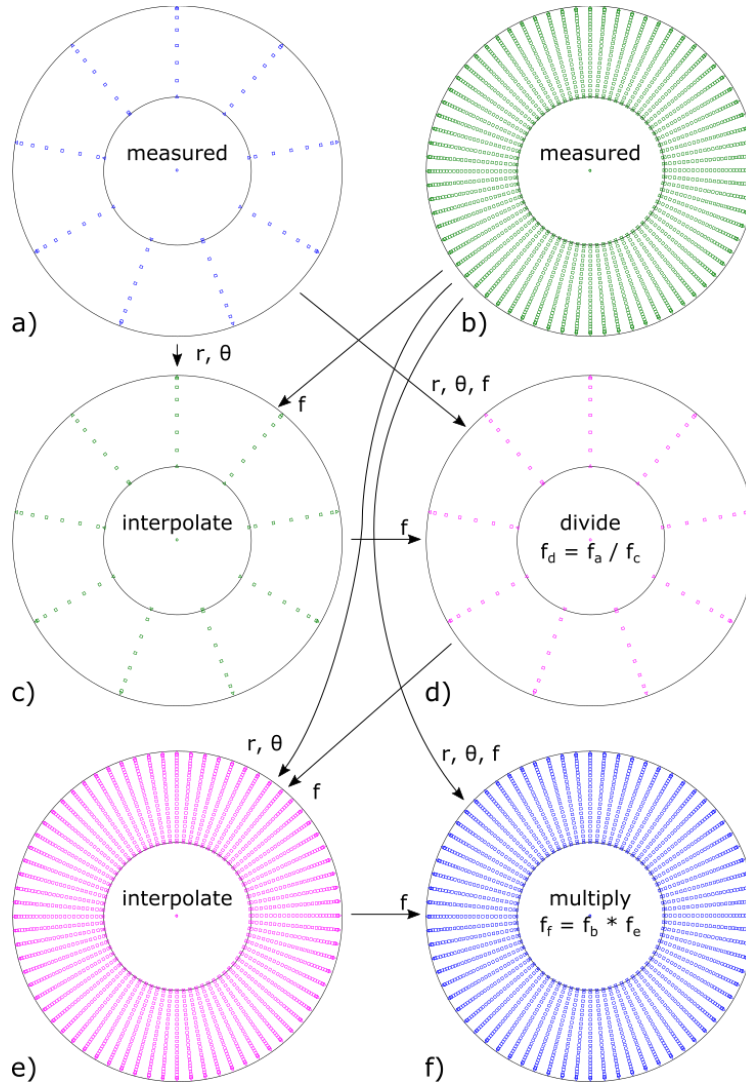 measured
measured
a)
b)
r, θ
r, θ, f
f
interpolate
f
divide
f_d = f_a / f_c
c)
d)
r, θ
f
r, θ, f
interpolate
f
multiply
f_f = f_b * f_e
e)
f)